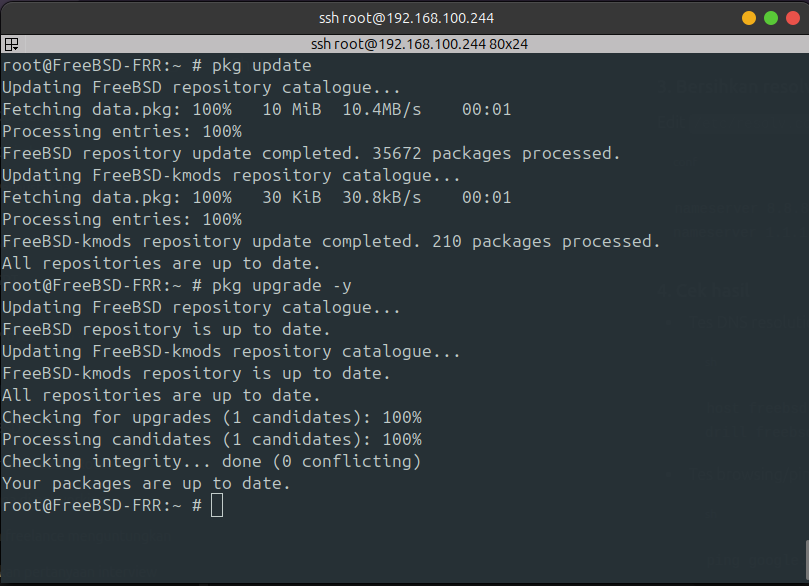 ssh root@192.168.100.244
ssh root@192.168.100.244 80x24
root@FreeBSD-FRR:~ # pkg update
Updating FreeBSD repository catalogue...
Fetching data.pkg: 100%   10 MiB  10.4MB/s    00:01
Processing entries: 100%
FreeBSD repository update completed. 35672 packages processed.
Updating FreeBSD-kmods repository catalogue...
Fetching data.pkg: 100%   30 KiB  30.8kB/s    00:01
Processing entries: 100%
FreeBSD-kmods repository update completed. 210 packages processed.
All repositories are up to date.
root@FreeBSD-FRR:~ # pkg upgrade -y
Updating FreeBSD repository catalogue...
FreeBSD repository is up to date.
Updating FreeBSD-kmods repository catalogue...
FreeBSD-kmods repository is up to date.
All repositories are up to date.
Checking for upgrades (1 candidates): 100%
Processing candidates (1 candidates): 100%
Checking integrity... done (0 conflicting)
Your packages are up to date.
root@FreeBSD-FRR:~ #